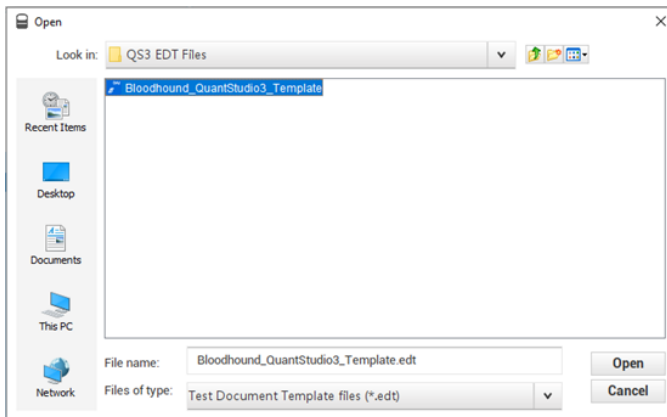 Open
Look in: QS3 EDT Files
Bloodhound_QuantStudio3_Template
Recent Items
Desktop
Documents
This PC
Network
File name: Bloodhound_QuantStudio3_Template.edt Open
Files of type: Test Document Template files (*.edt) Cancel